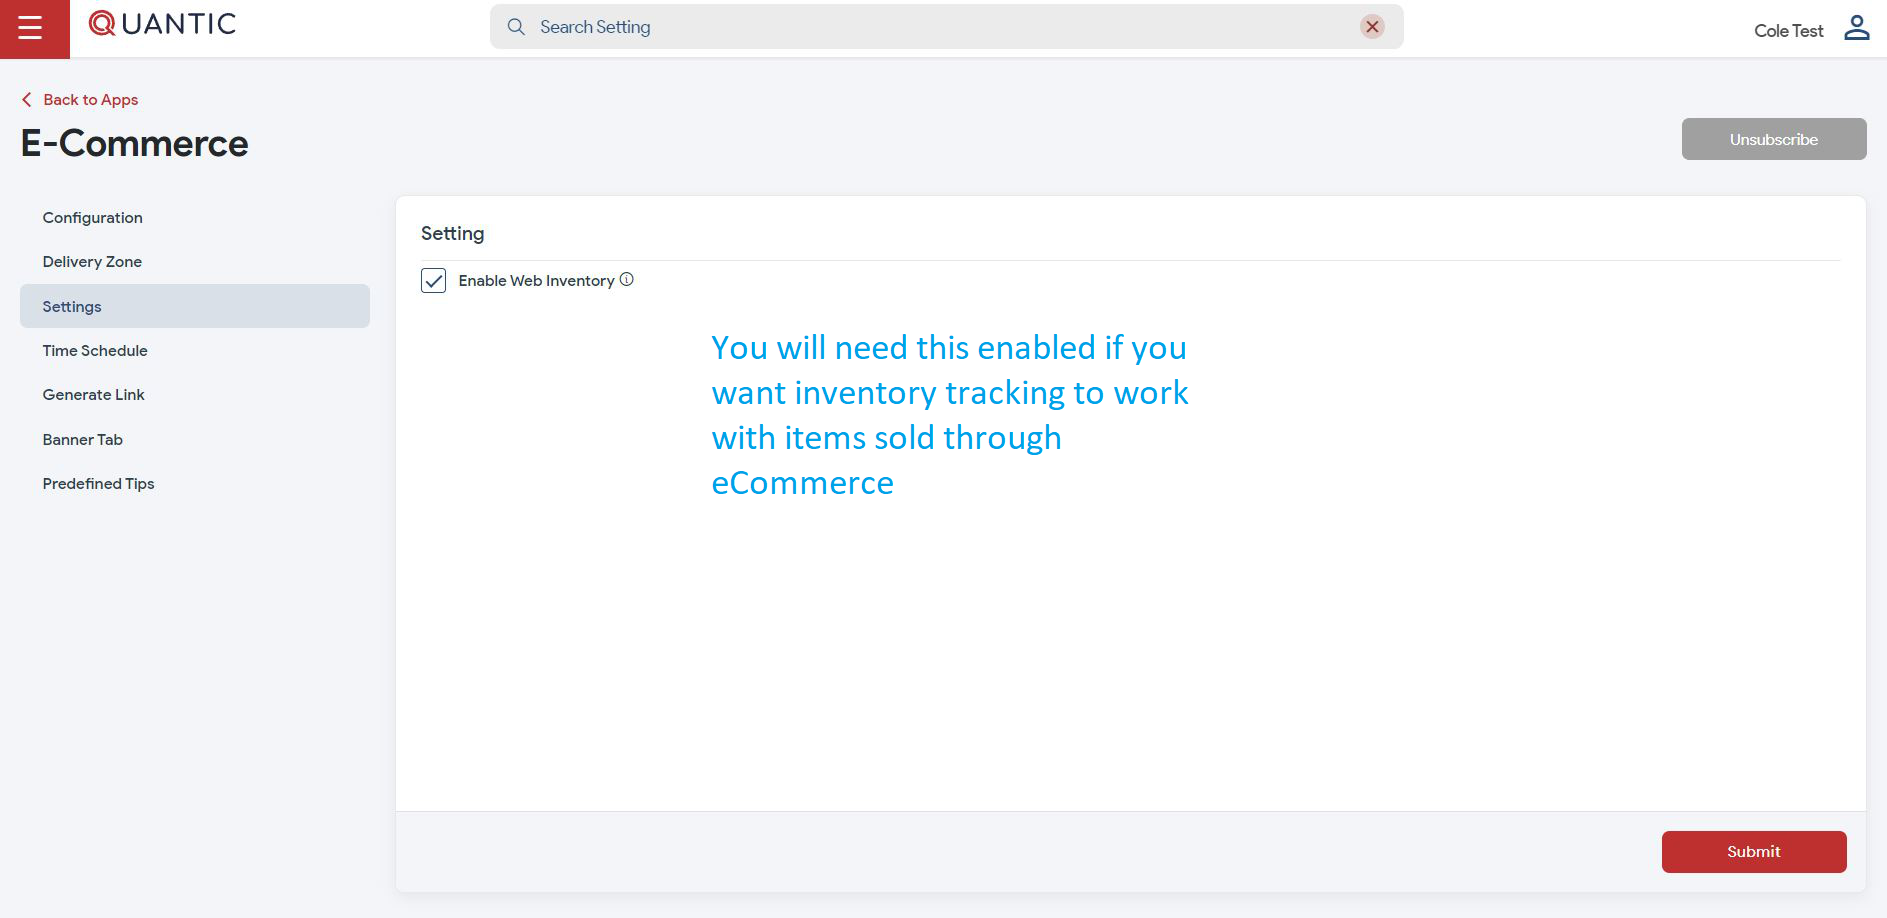 QUANTIC
Search Setting
Cole Test
Back to Apps
E-Commerce
Unsubscribe
Configuration
Delivery Zone
Settings
Time Schedule
Generate Link
Banner Tab
Predefined Tips
Setting
Enable Web Inventory
You will need this enabled if you
want inventory tracking to work
with items sold through
eCommerce
Submit